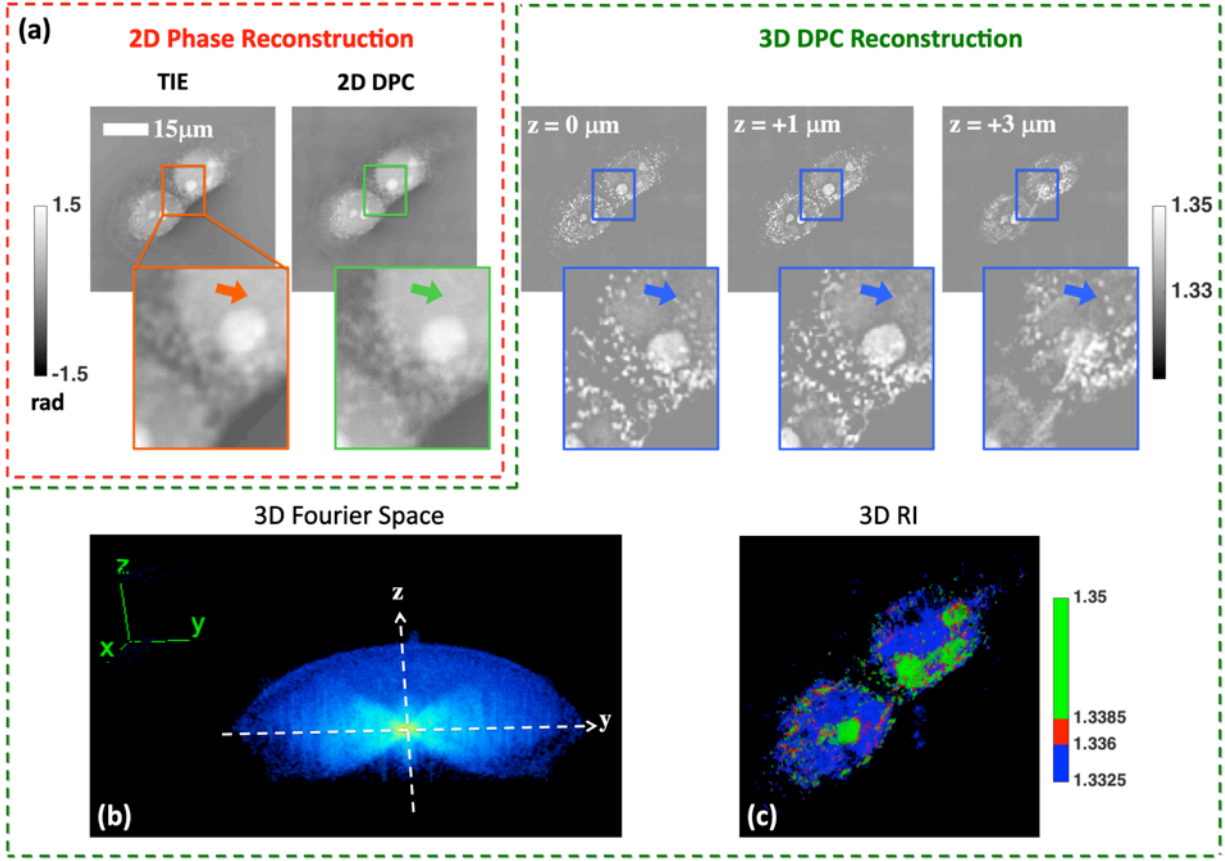 (a)
2D Phase Reconstruction
3D DPC Reconstruction
TIE
2D DPC
15μm
z = 0 μm
z = +1 μm
z = +3 μm
1.5
-1.5
rad
1.35
1.33
3D Fourier Space
3D RI
z
y
x
z
y
(b)
(c)
1.35
1.3385
1.336
1.3325